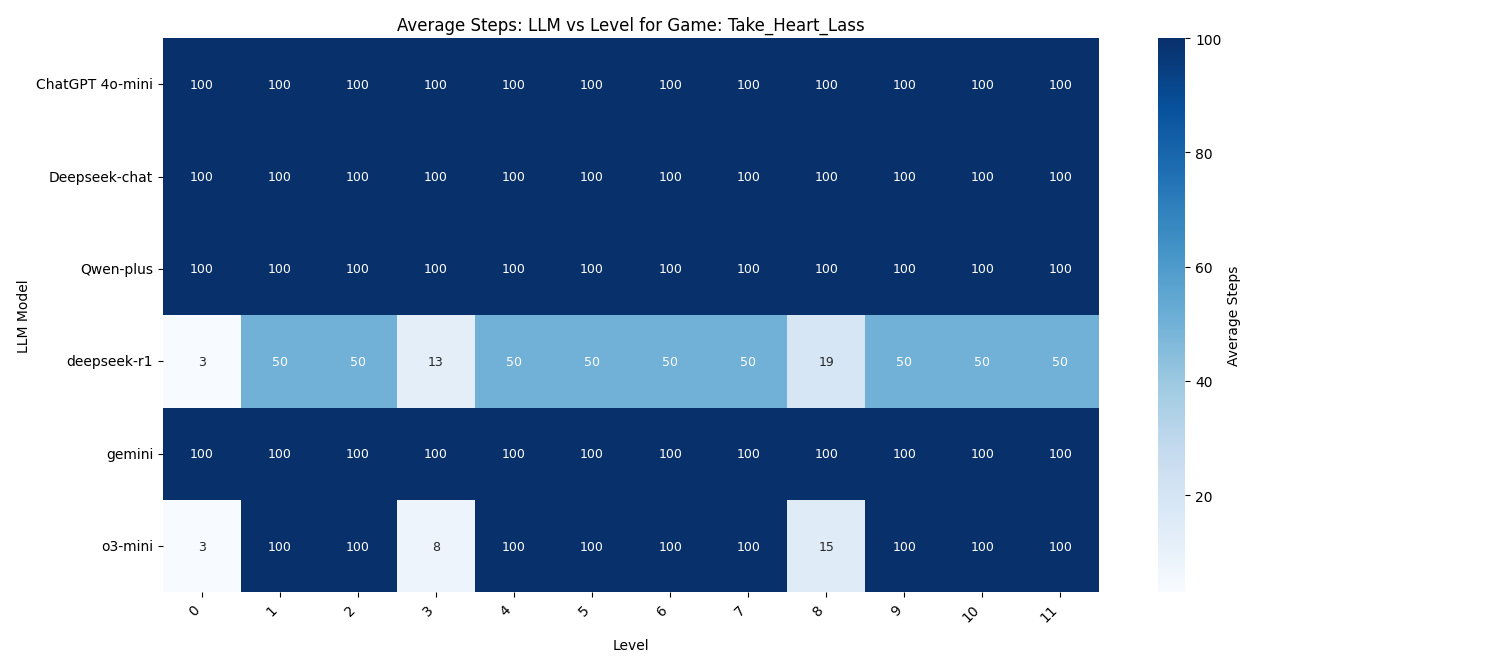 Average Steps: LLM vs Level for Game: Take_Heart_Lass
ChatGPT 4o-mini 100 100 100 100 100 100 100 100 100 100 100 100
Deepseek-chat 100 100 100 100 100 100 100 100 100 100 100 100
Qwen-plus 100 100 100 100 100 100 100 100 100 100 100 100
deepseek-r1 3 50 50 13 50 50 50 50 19 50 50 50
gemini 100 100 100 100 100 100 100 100 100 100 100 100
o3-mini 3 100 100 8 100 100 100 100 15 100 100 100
0 1 2 3 4 5 6 7 8 9 10 11
Level
LLM Model
100
80
60
40
20
Average Steps